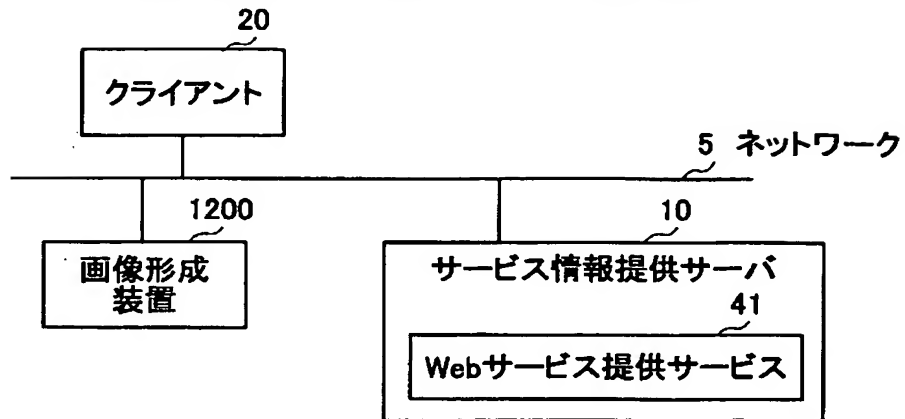 20
クライアント
5 ネットワーク
1200
画像形成
装置
10
サービス情報提供サーバ
41
Webサービス提供サービス